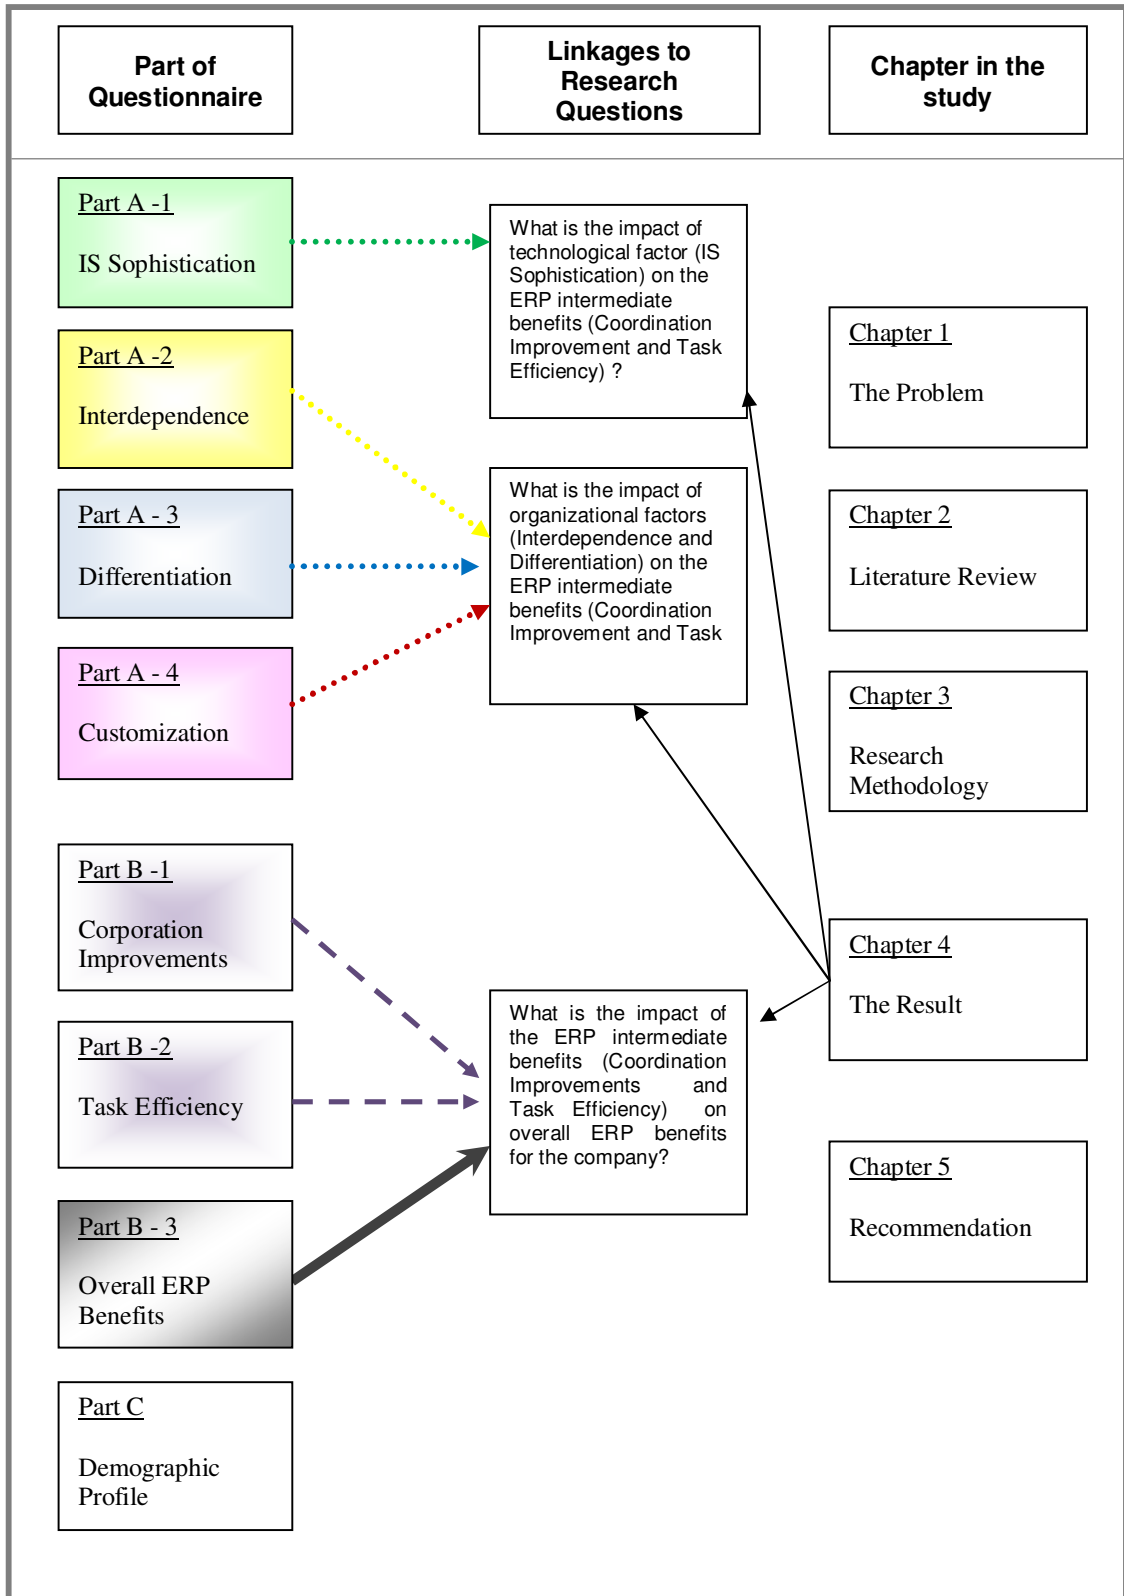 Part of
Questionnaire
Linkages to
Research
Questions
Chapter in the
study
Part A -1
IS Sophistication
Part A -2
Interdependence
Part A - 3
Differentiation
Part A - 4
Customization
Part B -1
Corporation
Improvements
Part B -2
Task Efficiency
Part B - 3
Overall ERP
Benefits
Part C
Demographic
Profile
What is the impact of
technological factor (IS
Sophistication) on the
ERP intermediate
benefits (Coordination
Improvement and Task
Efficiency) ?
What is the impact of
organizational factors
(Interdependence and
Differentiation) on the
ERP intermediate
benefits (Coordination
Improvement and Task
What is the impact of
the ERP intermediate
benefits (Coordination
Improvements and
Task Efficiency) on
overall ERP benefits
for the company?
Chapter 1
The Problem
Chapter 2
Literature Review
Chapter 3
Research
Methodology
Chapter 4
The Result
Chapter 5
Recommendation